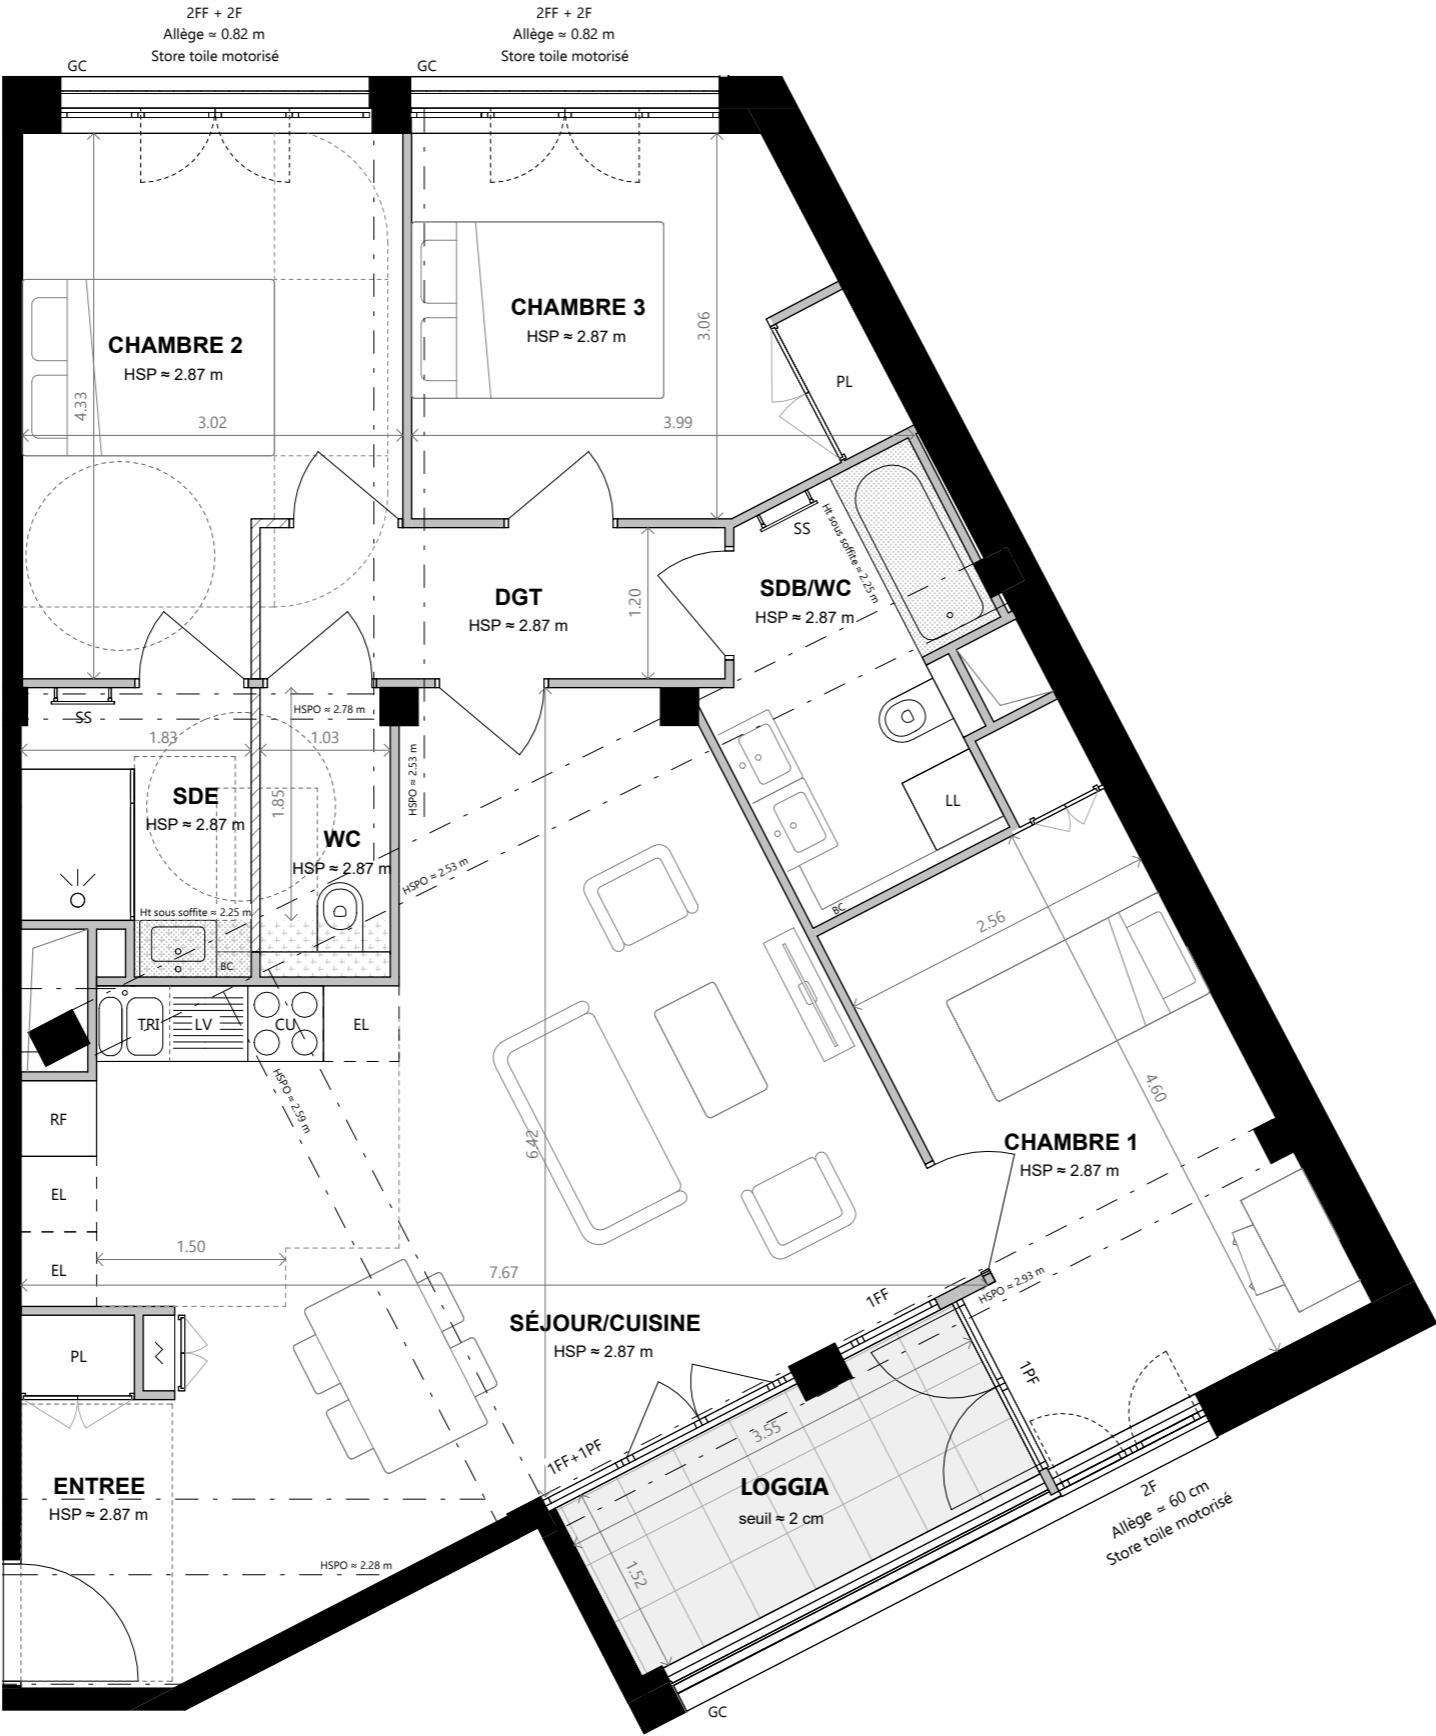 2FF + 2F
Allège ≃ 0.82 m
Store toile motorisé
2FF + 2F
Allège ≃ 0.82 m
Store toile motorisé
GC
GC
CHAMBRE 2
HSP ≈ 2.87 m
4.33
3.02
CHAMBRE 3
HSP ≈ 2.87 m
3.06
3.99
PL
SS
Ht sous soffite ≃ 2.25 m
SDB/WC
HSP ≈ 2.87 m
DGT
HSP ≈ 2.87 m
1.20
SS
1.83
HSPO ≃ 2.78 m
1.03
HSPO ≃ 2.53 m
SDE
HSP ≈ 2.87 m
1.85
WC
HSP ≈ 2.87 m
HSPO ≃ 2.53 m
LL
BC
Ht sous soffite ≃ 2.25 m
BC
2.56
TRI
LV
CU
EL
HSPO ≃ 2.59 m
RF
EL
EL
1.50
6.42
7.67
4.60
CHAMBRE 1
HSP ≈ 2.87 m
HSPO ≃ 2.93 m
1FF
SÉJOUR/CUISINE
HSP ≈ 2.87 m
PL
1PF
3.55
1FF+1PF
ENTREE
HSP ≈ 2.87 m
LOGGIA
seuil ≈ 2 cm
2F
Allège ≃ 60 cm
Store toile motorisé
HSPO ≃ 2.28 m
1.52
GC